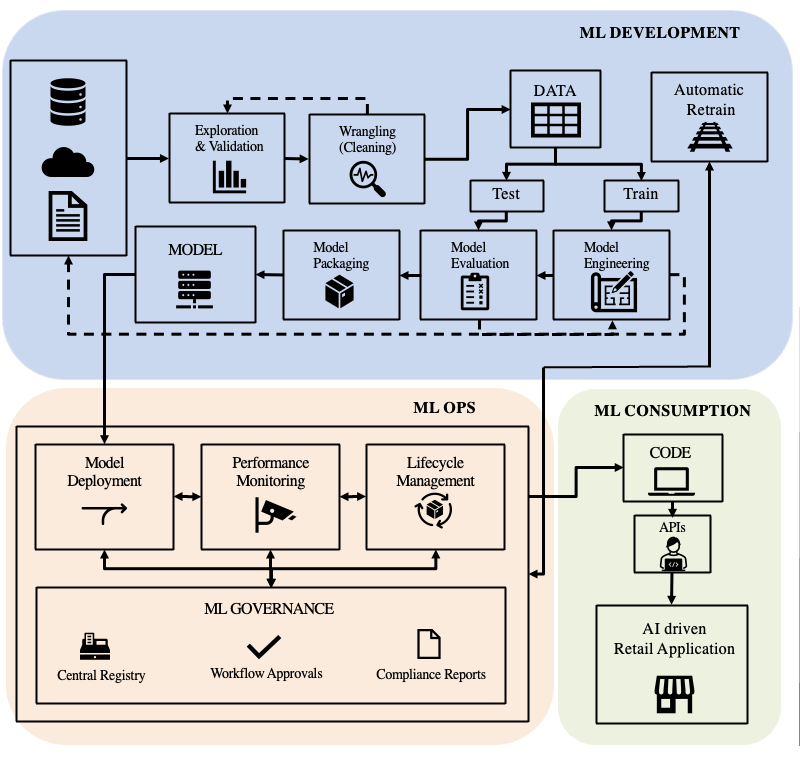 ML DEVELOPMENT
Exploration
& Validation
Wrangling
(Cleaning)
DATA
Automatic
Retrain
Test
Train
MODEL
Model
Packaging
Model
Evaluation
Model
Engineering
ML OPS
Model
Deployment
Performance
Monitoring
Lifecycle
Management
ML GOVERNANCE
Central Registry
Workflow Approvals
Compliance Reports
ML CONSUMPTION
CODE
APIs
</>
AI driven
Retail Application